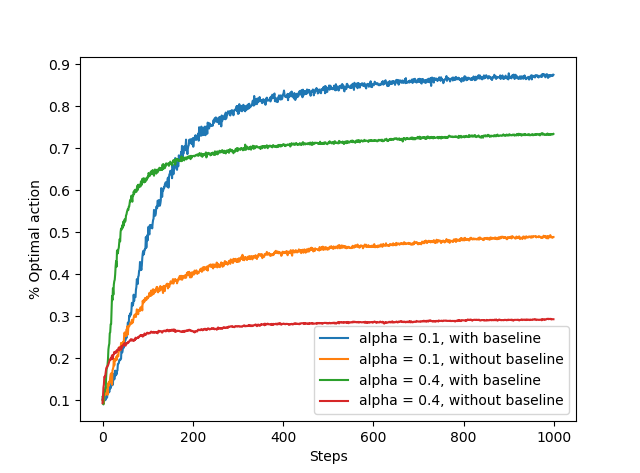 0.9
0.8
0.7
0.6
0.5
0.4
0.3
0.2
0.1
% Optimal action
alpha = 0.1, with baseline
alpha = 0.1, without baseline
alpha = 0.4, with baseline
alpha = 0.4, without baseline
0 200 400 600 800 1000
Steps